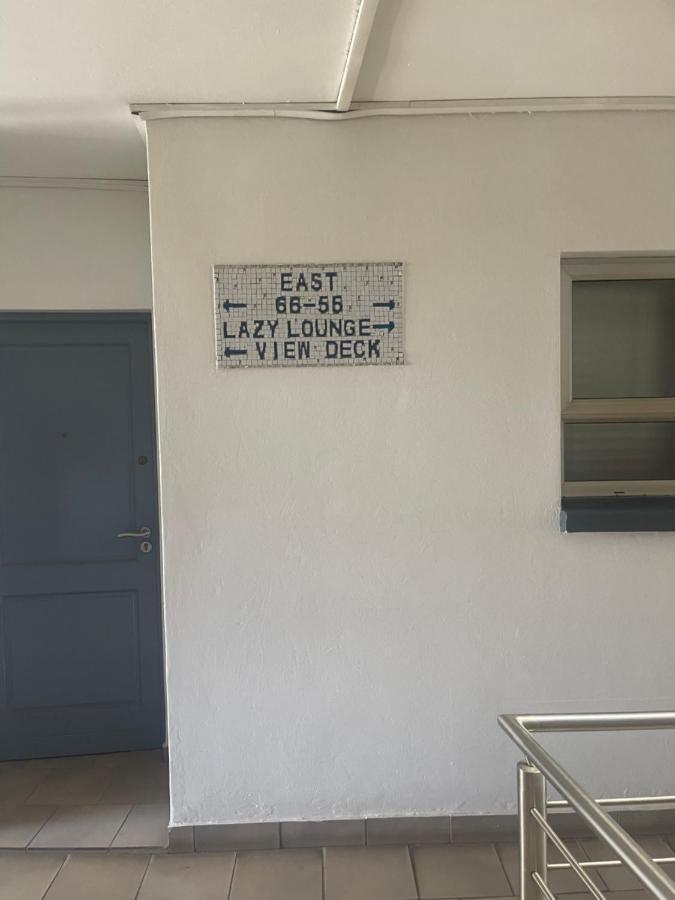 EAST
← 66-56 →
LAZY LOUNGE →
← VIEW DECK